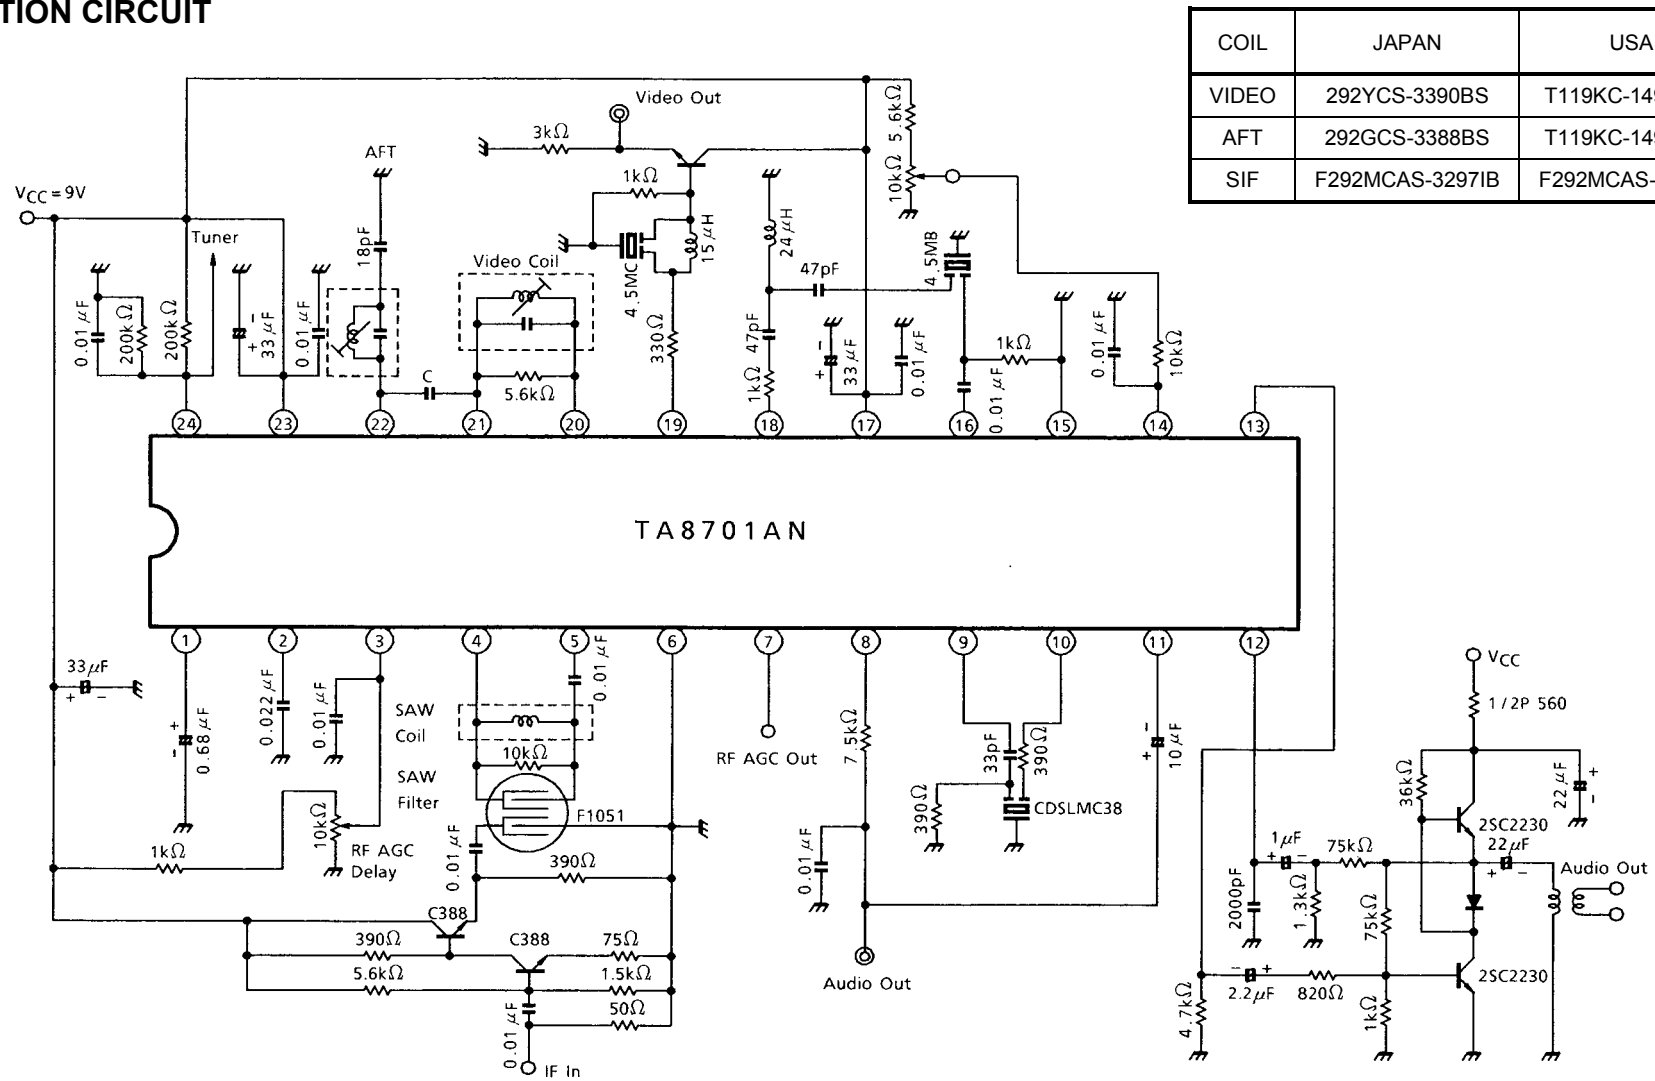 TION CIRCUIT
COIL JAPAN USA
VIDEO 292YCS-3390BS T119KC-14
AFT 292GCS-3388BS T119KC-14
SIF F292MCAS-3297IB F292MCAS-
Video Out
3kΩ
5.6kΩ
AFT
1kΩ
10kΩ
VCC = 9V
Tuner
18pF
15μH
24μH
4.5MB
Video Coil
4.5MC
47pF
0.01μF
200kΩ
200kΩ
33μF
0.01μF
330Ω
47pF
33μF
0.01μF
1kΩ
0.01μF
10kΩ
C
5.6kΩ
1kΩ
0.01μF
24 23 22 21 20 19 18 17 16 15 14 13
TA8701AN
1 2 3 4 5 6 7 8 9 10 11 12
33μF
0.68μF
0.022μF
0.01μF
SAW
Coil
0.01μF
VCC
1/2P 560
RF AGC Out
7.5kΩ
33pF
390Ω
10μF
10kΩ
SAW
Filter
F1051
390Ω
CDSLMC38
36kΩ
22μF
2SC2230
10kΩ
1kΩ
RF AGC
Delay
0.01μF
390Ω
0.01μF
1μF
75kΩ
22μF
Audio Out
2000pF
1.3kΩ
75kΩ
C388
390Ω
C388
75Ω
5.6kΩ
1.5kΩ
Audio Out
2.2μF
820Ω
2SC2230
0.01μF
50Ω
4.7kΩ
1kΩ
IF In